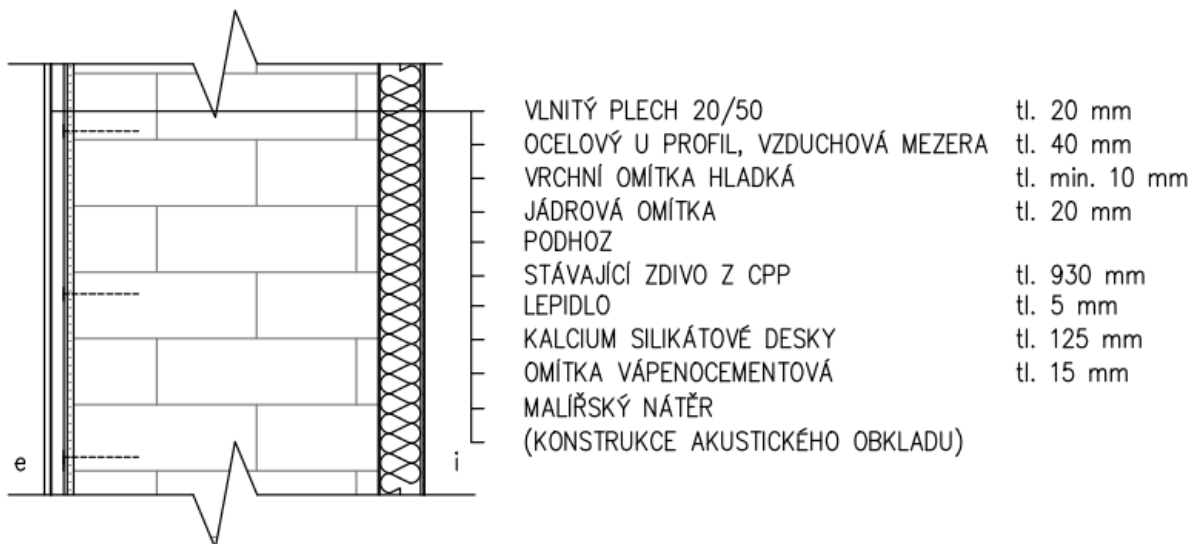 VLNITÝ PLECH 20/50 tl. 20 mm
OCELOVÝ U PROFIL, VZDUCHOVÁ MEZERA tl. 40 mm
VRCHNÍ OMÍTKA HLADKÁ tl. min. 10 mm
JÁDROVÁ OMÍTKA tl. 20 mm
PODHOZ
STÁVAJÍCÍ ZDIVO Z CPP tl. 930 mm
LEPIDLO tl. 5 mm
KALCIUM SILIKÁTOVÉ DESKY tl. 125 mm
OMÍTKA VÁPENOCEMENTOVÁ tl. 15 mm
MALÍŘSKÝ NÁTĚR
(KONSTRUKCE AKUSTICKÉHO OBKLADU)
e i